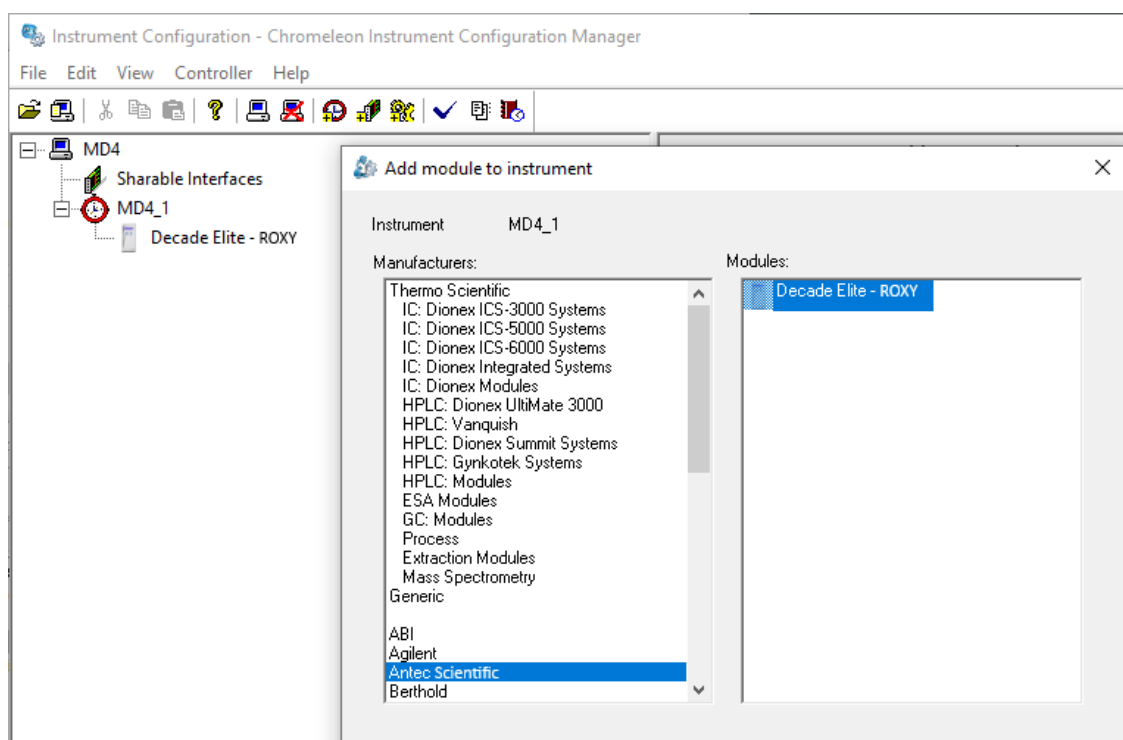 Instrument Configuration - Chromeleon Instrument Configuration Manager
File Edit View Controller Help
MD4
Sharable Interfaces
MD4_1
Decade Elite - ROXY
Add module to instrument
Instrument MD4_1
Manufacturers:
Thermo Scientific
IC: Dionex ICS-3000 Systems
IC: Dionex ICS-5000 Systems
IC: Dionex ICS-6000 Systems
IC: Dionex Integrated Systems
IC: Dionex Modules
HPLC: Dionex UltiMate 3000
HPLC: Vanquish
HPLC: Dionex Summit Systems
HPLC: Gynkotek Systems
HPLC: Modules
ESA Modules
GC: Modules
Process
Extraction Modules
Mass Spectrometry
Generic
ABI
Agilent
Antec Scientific
Berthold
Modules:
Decade Elite - ROXY